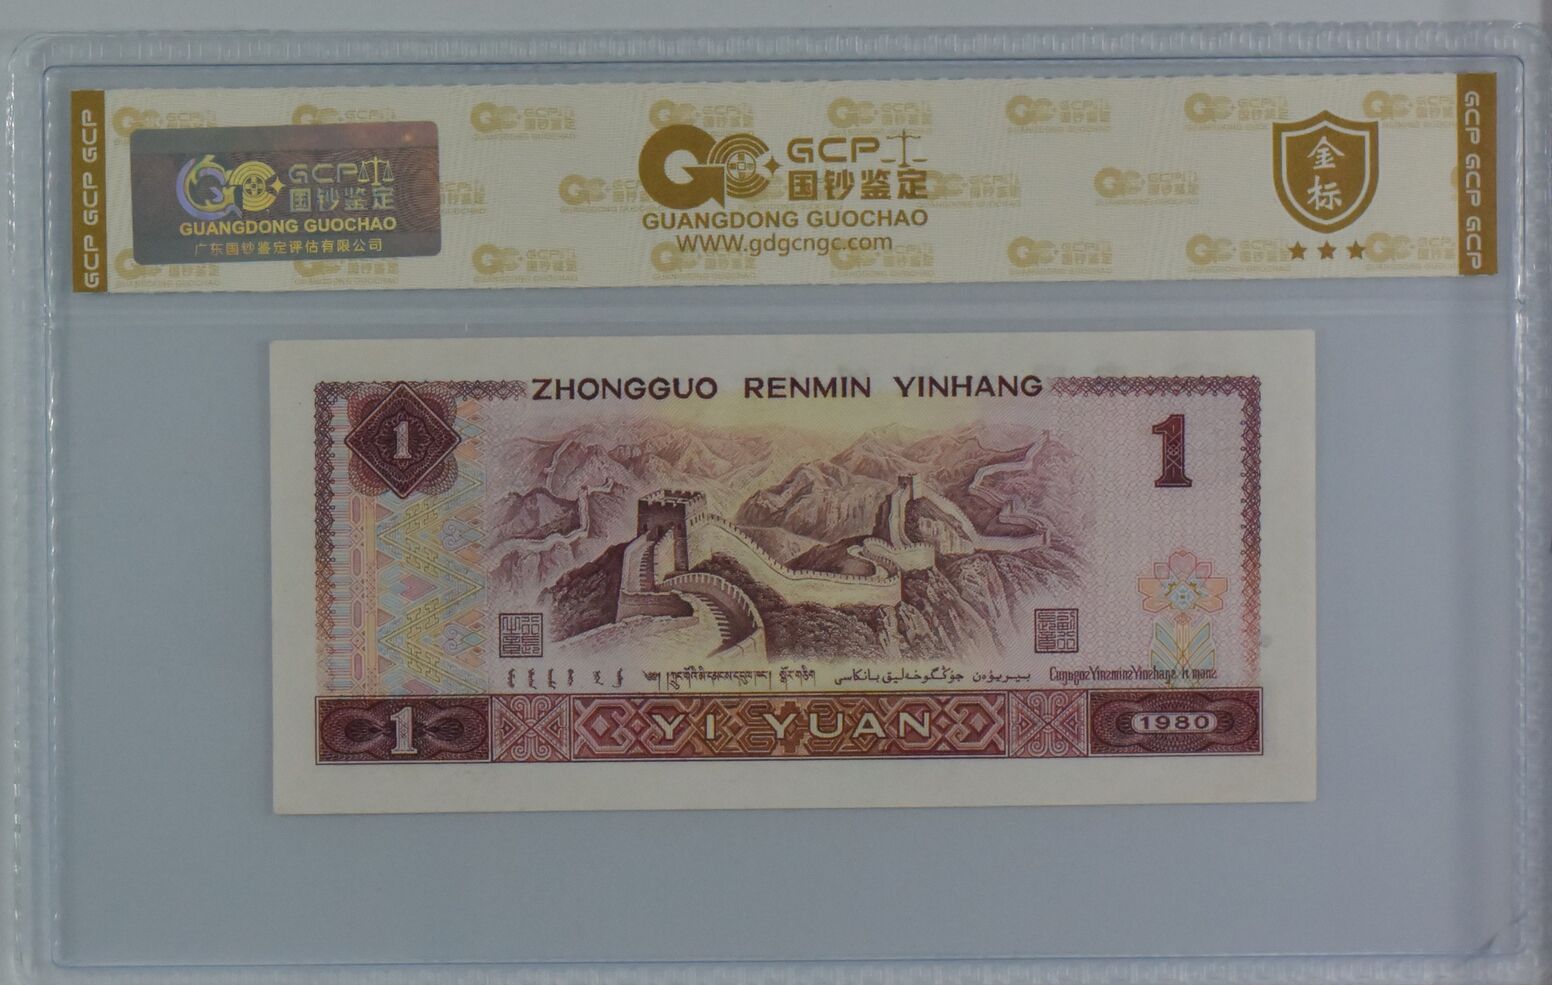 GCP GCP GCP
GCP 国钞鉴定
GUANGDONG GUOCHAO
广东国钞鉴定评估有限公司
GCP
国钞鉴定
GUANGDONG GUOCHAO
WWW.gdgcngc.com
金标
GCP GCP GCP
ZHONGGUO RENMIN YINHANG
1
1
1
YI YUAN
1980